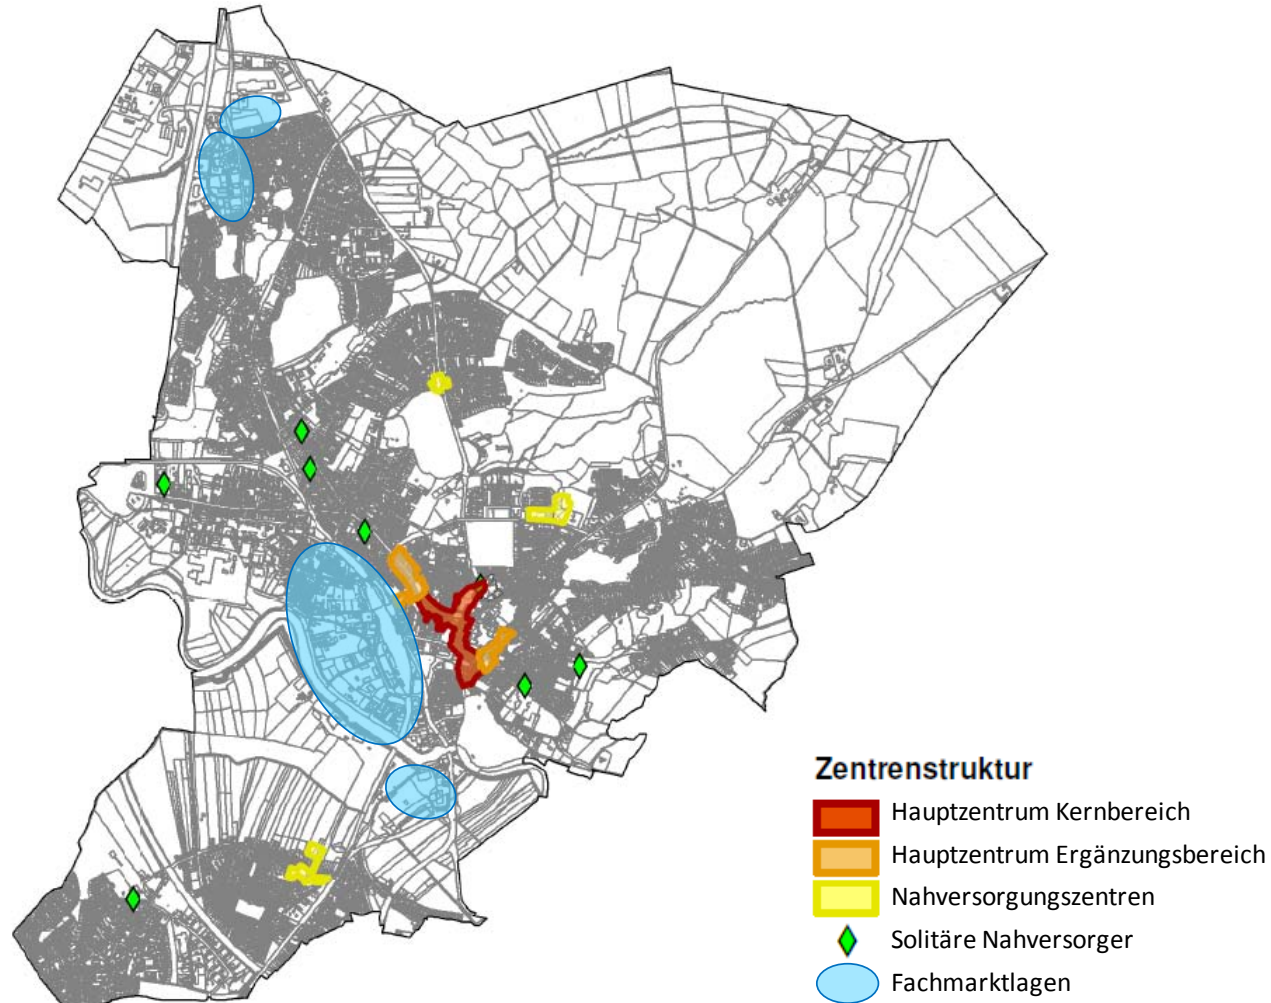 Zentrenstruktur
Hauptzentrum Kernbereich
Hauptzentrum Ergänzungsbereich
Nahversorgungszentren
Solitäre Nahversorger
Fachmarktlagen